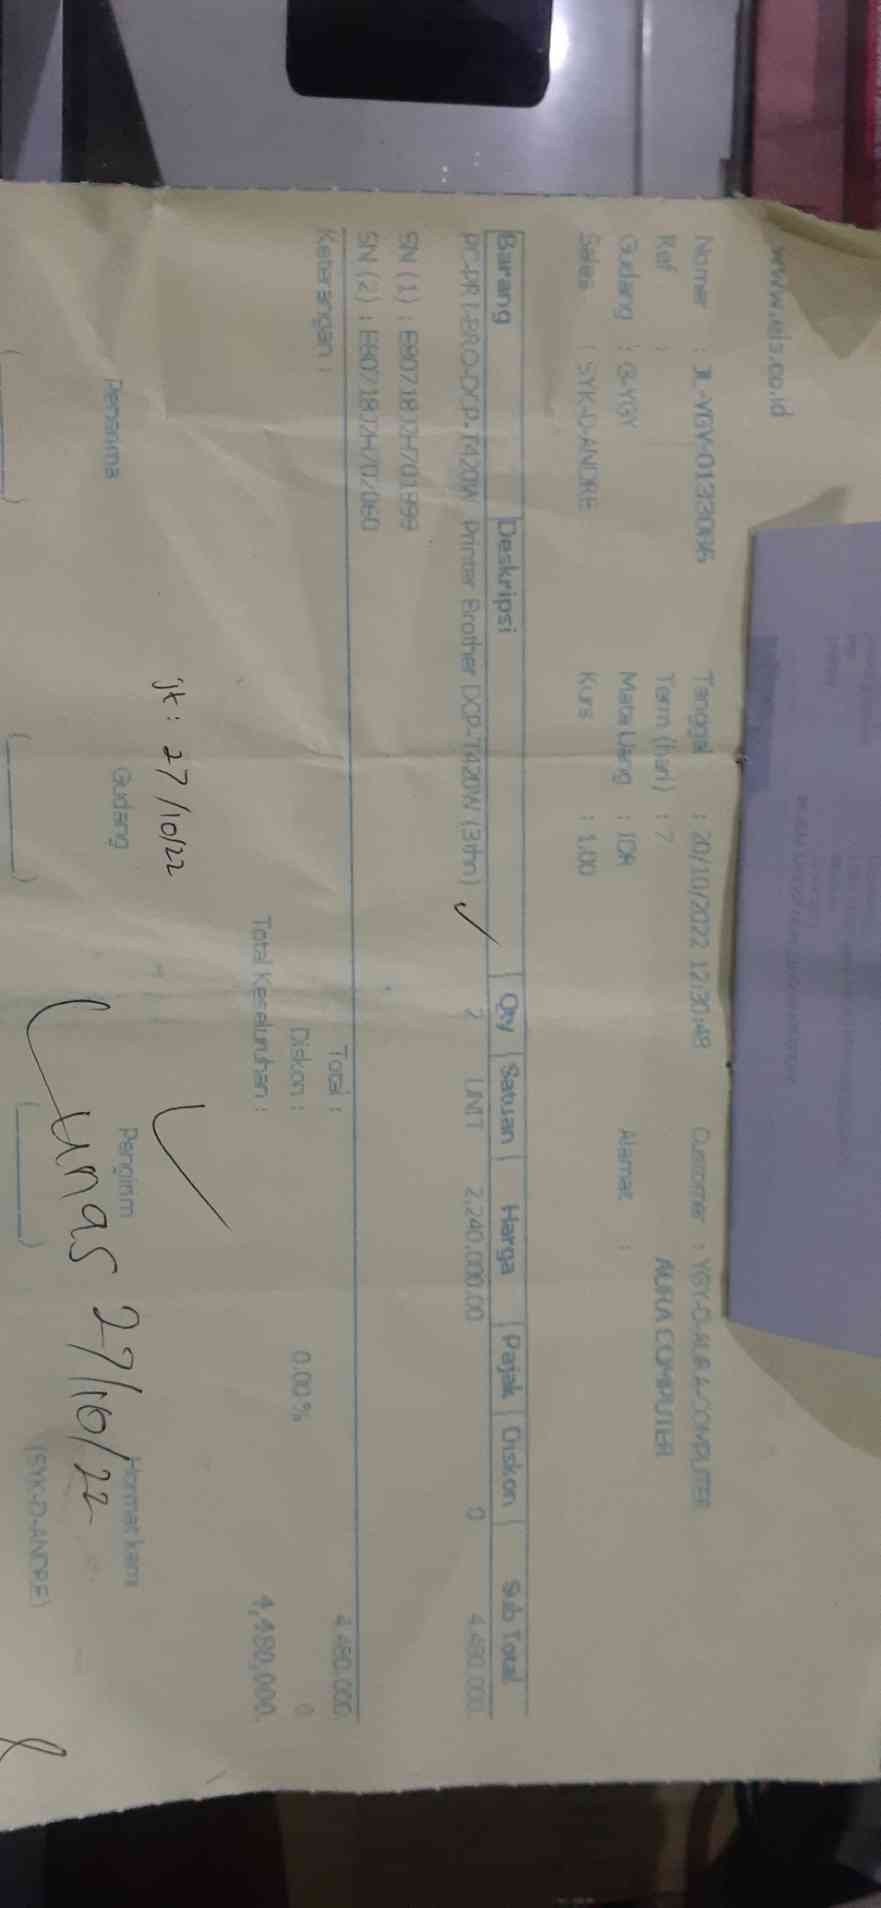 www.els.co.id
Nomer : JL-YGY-0133086 Tanggal : 20/10/2022 12:30:48 Customer : YGY-D-AURA-COMPUTER
Ref : Term (hari) : 7 AURA COMPUTER
Gudang : G-YGY Mata Uang : IDR Alamat :
Sales : SYK-D-ANDRE Kurs : 1.00
Barang Deskripsi Qty Satuan Harga Pajak Diskon Sub Total
PC-PRT-BRO-DCP-T420W Printer Brother DCP-T420W (3thn) 2 UNIT 2,240,000.00 0 4,480,000.
SN (1) : E80718J2H701899
SN (2) : E80718J2H702060
Keterangan :
Total : 4,480,000.
Diskon : 0.00% 0
Total Keseluruhan : 4,480,000.
jt : 27/10/22
Penerima Gudang Pengirim Hormat kami
Lunas 27/10/22
(SYK-D-ANDRE)